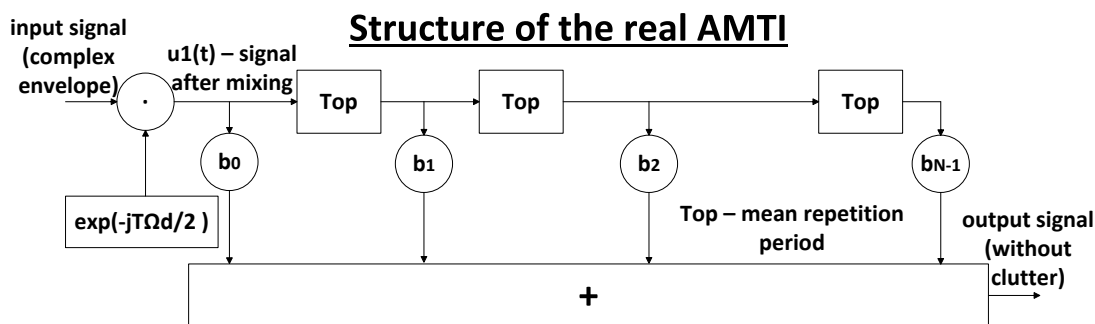 Structure of the real AMTI
input signal
(complex
envelope)
u1(t) – signal
after mixing
·
Top
Top
Top
b0
b1
b2
bN-1
exp(-jTΩd/2 )
Top – mean repetition
period
output signal
(without
clutter)
+